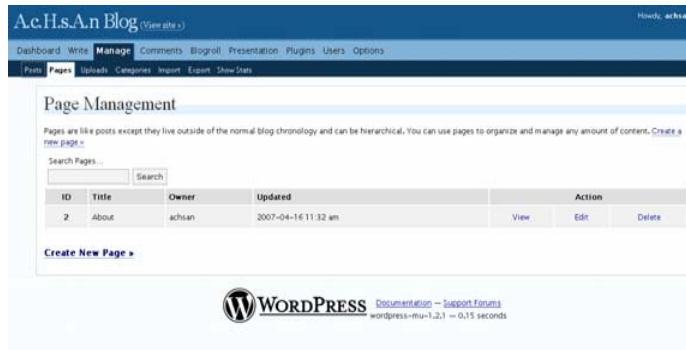 A.c.H.s.A.n Blog (View site »)
Howdy, achsa
Dashboard Write Manage Comments Blogroll Presentation Plugins Users Options
Posts Pages Uploads Categories Import Export Show Stats
Page Management
Pages are like posts except they live outside of the normal blog chronology and can be hierarchical. You can use pages to organize and manage any amount of content. Create a
new page »
Search Pages...
Search
ID Title Owner Updated Action
2 About achsan 2007-04-16 11:32 am View Edit Delete
Create New Page »
WORDPRESS Documentation — Support Forums
wordpress-mu-1.2.1 — 0.15 seconds